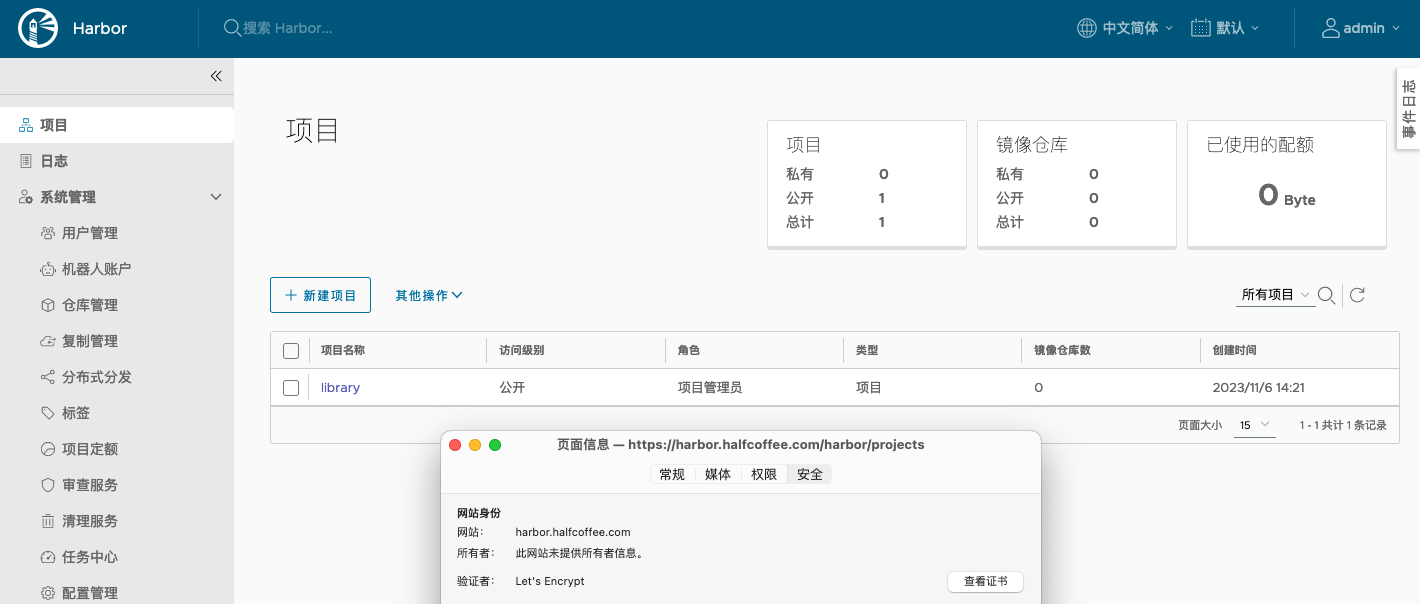 Harbor
搜索 Harbor...
中文简体
默认
admin
事件日志
项目
日志
系统管理
用户管理
机器人账户
仓库管理
复制管理
分布式分发
标签
项目定额
审查服务
清理服务
任务中心
配置管理
项目
项目
私有 0
公开 1
总计 1
镜像仓库
私有 0
公开 0
总计 0
已使用的配额
0 Byte
新建项目
其他操作
所有项目
项目名称 访问级别 角色 类型 镜像仓库数 创建时间
library 公开 项目管理员 项目 0 2023/11/6 14:21
页面大小 15 1 - 1 共计 1 条记录
页面信息 — https://harbor.halfcoffee.com/harbor/projects
常规 媒体 权限 安全
网站身份
网站： harbor.halfcoffee.com
所有者： 此网站未提供所有者信息。
验证者： Let's Encrypt
查看证书